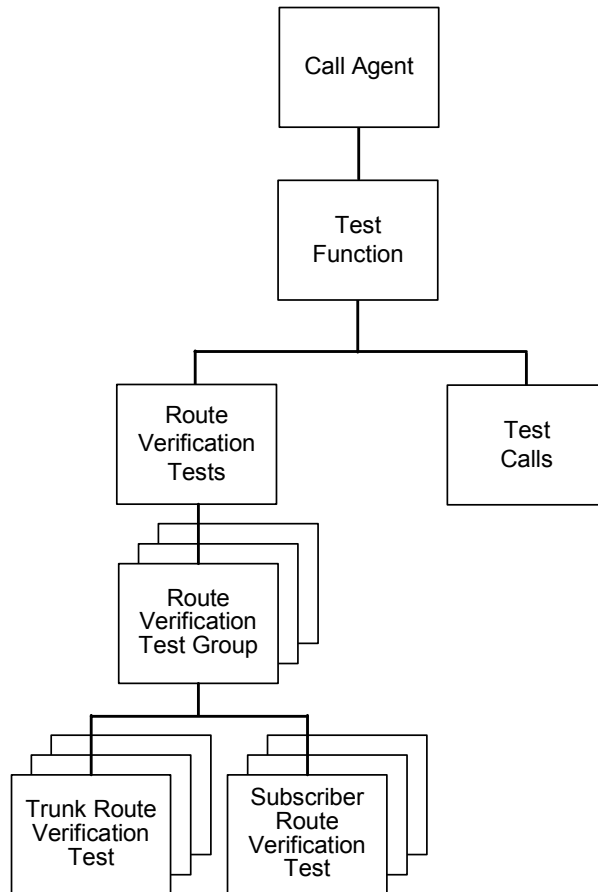 Call Agent
Test
Function
Route
Verification
Tests
Test
Calls
Route
Verification
Test Group
Trunk Route
Verification
Test
Subscriber
Route
Verification
Test